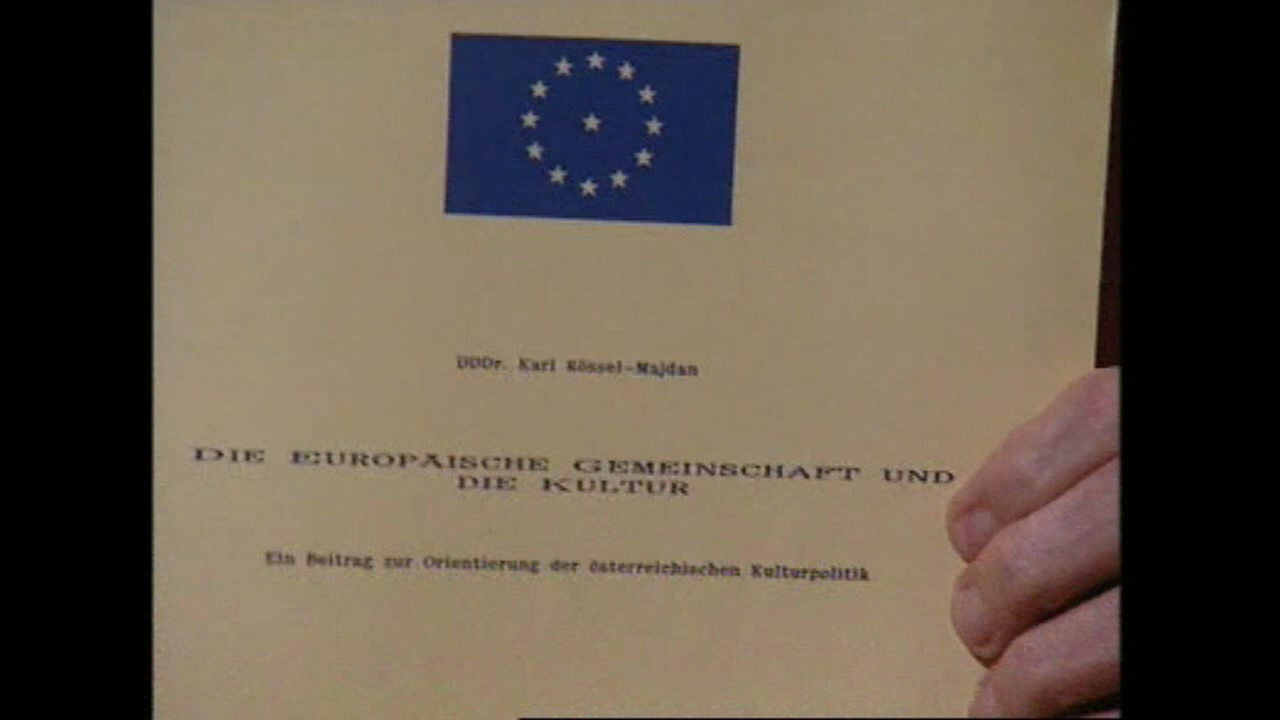 DDDr. Karl Kössel-Majdan
DIE EUROPÄISCHE GEMEINSCHAFT UND
DIE KULTUR
Ein Beitrag zur Orientierung der österreichischen Kulturpolitik